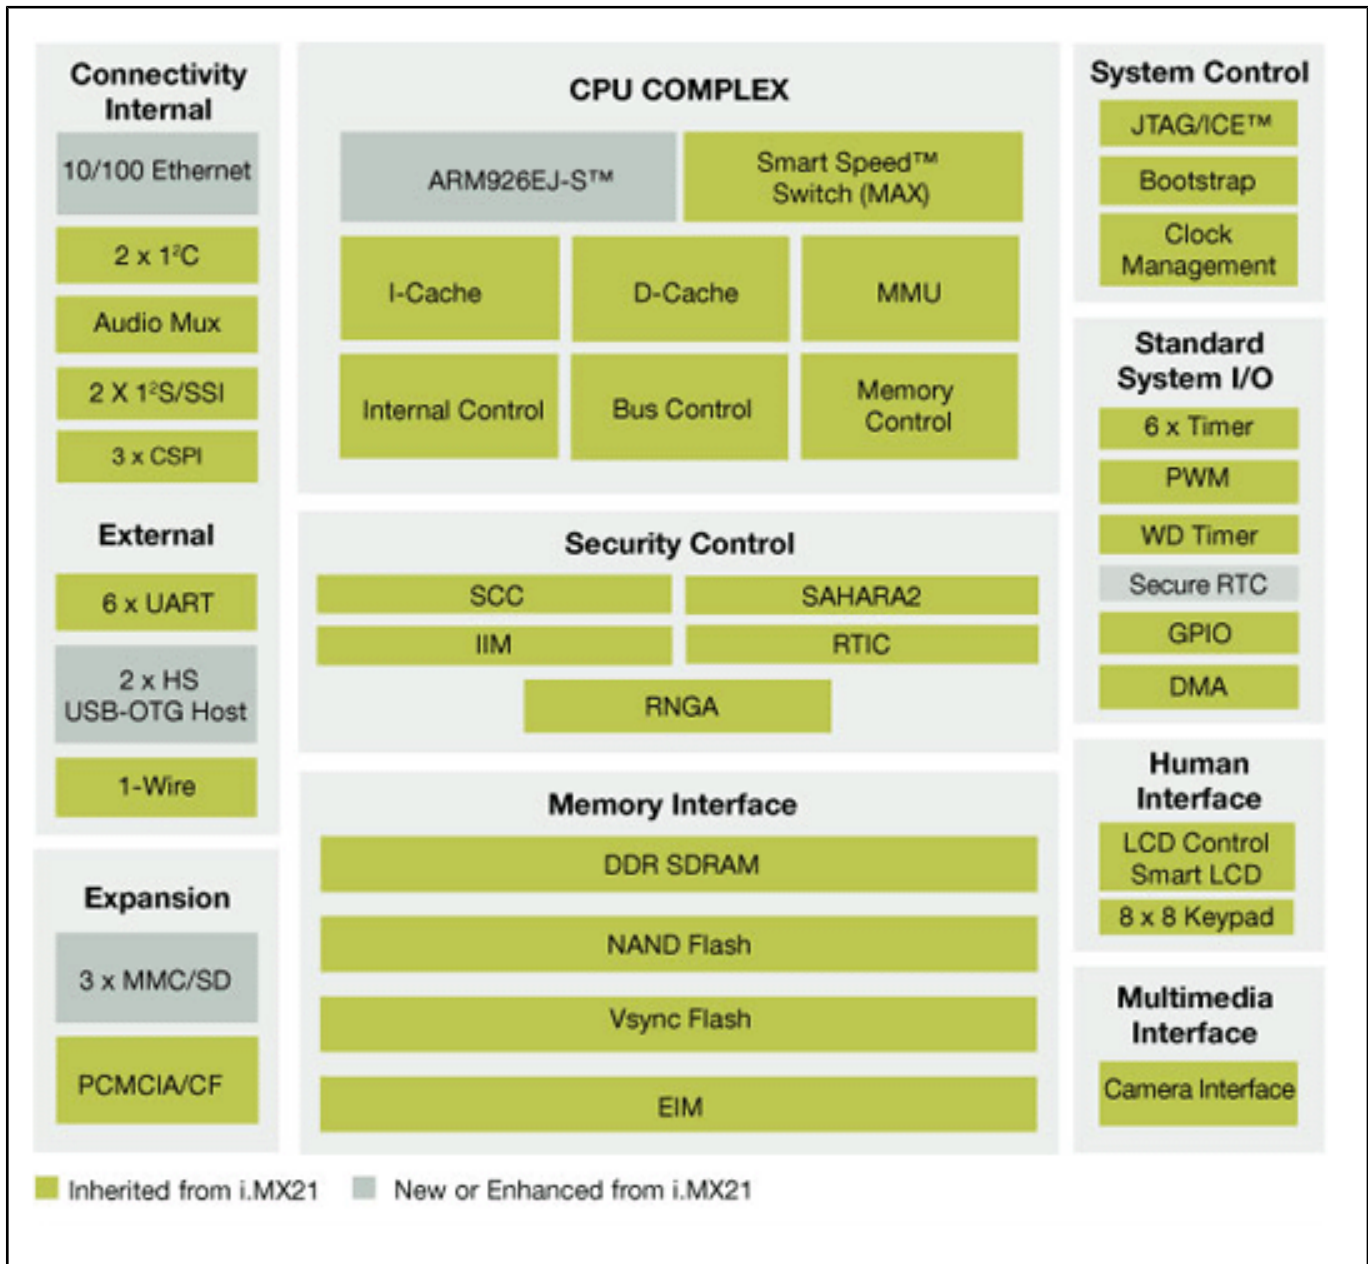 Connectivity
Internal
10/100 Ethernet
2 x 1²C
Audio Mux
2 X 1²S/SSI
3 x CSPI
External
6 x UART
2 x HS
USB-OTG Host
1-Wire
Expansion
3 x MMC/SD
PCMCIA/CF
CPU COMPLEX
ARM926EJ-S™
Smart Speed™
Switch (MAX)
I-Cache
D-Cache
MMU
Internal Control
Bus Control
Memory
Control
Security Control
SCC
SAHARA2
IIM
RTIC
RNGA
Memory Interface
DDR SDRAM
NAND Flash
Vsync Flash
EIM
System Control
JTAG/ICE™
Bootstrap
Clock
Management
Standard
System I/O
6 x Timer
PWM
WD Timer
Secure RTC
GPIO
DMA
Human
Interface
LCD Control
Smart LCD
8 x 8 Keypad
Multimedia
Interface
Camera Interface
Inherited from i.MX21
New or Enhanced from i.MX21